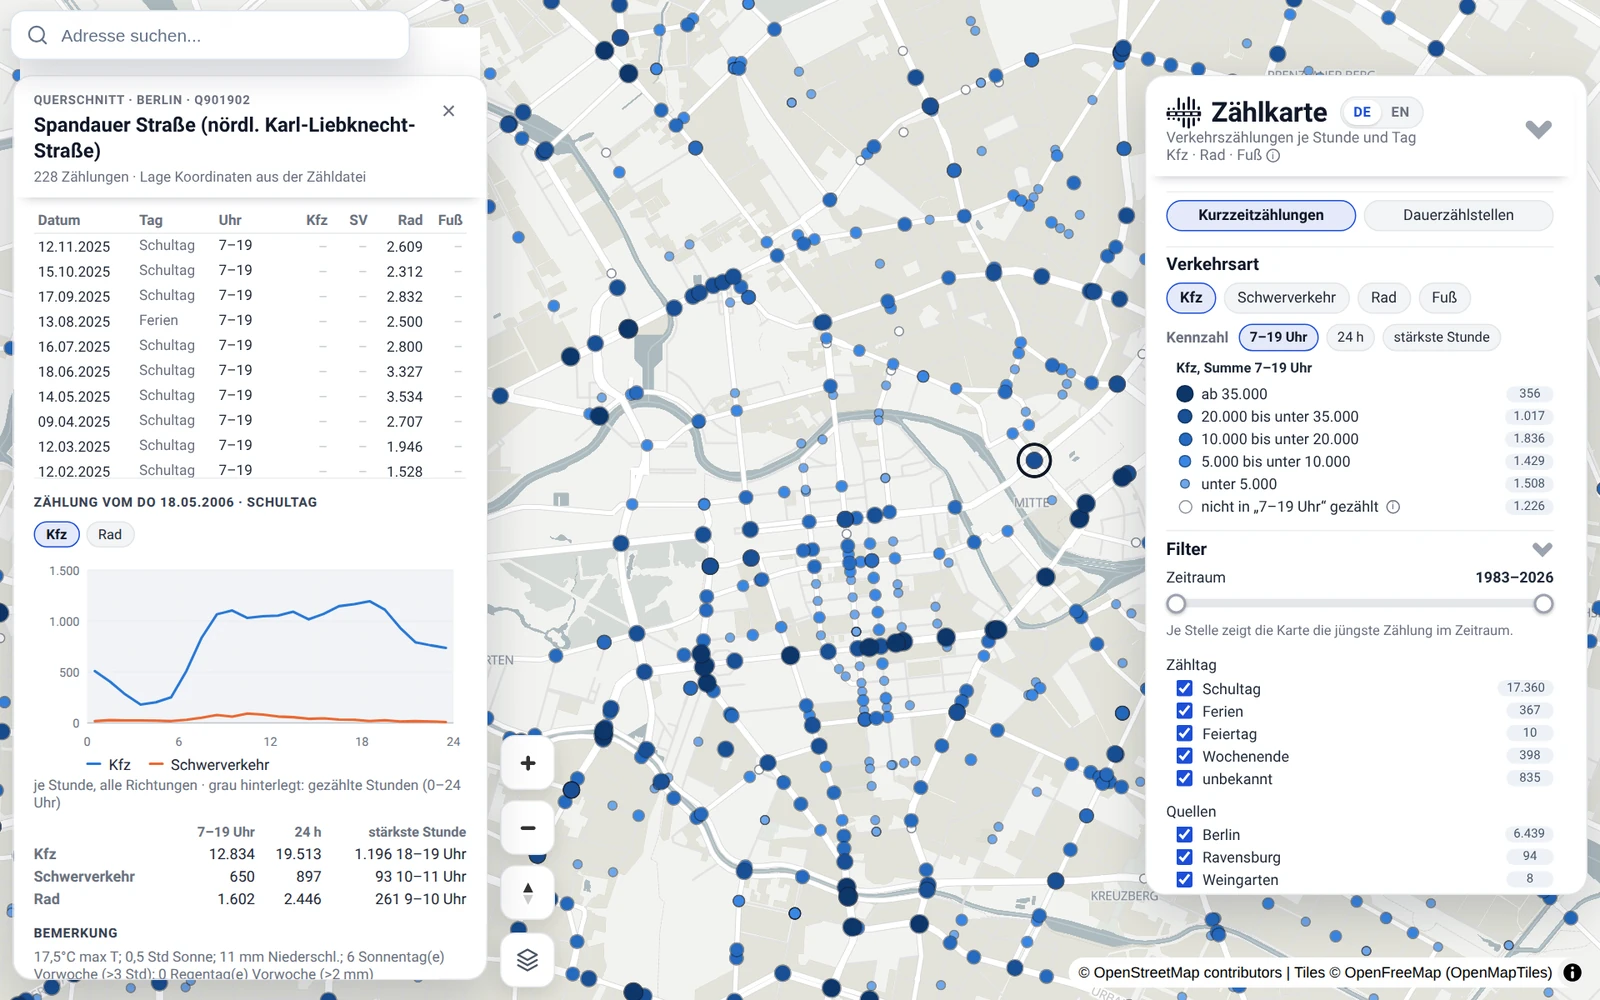 Adresse suchen...
QUERSCHNITT · BERLIN · Q901902
Spandauer Straße (nördl. Karl-Liebknecht-
Straße)
228 Zählungen · Lage Koordinaten aus der Zähldatei
Datum Tag Uhr Kfz SV Rad Fuß
12.11.2025 Schultag 7–19 – – 2.609 –
15.10.2025 Schultag 7–19 – – 2.312 –
17.09.2025 Schultag 7–19 – – 2.832 –
13.08.2025 Ferien 7–19 – – 2.500 –
16.07.2025 Schultag 7–19 – – 2.800 –
18.06.2025 Schultag 7–19 – – 3.327 –
14.05.2025 Schultag 7–19 – – 3.534 –
09.04.2025 Schultag 7–19 – – 2.707 –
12.03.2025 Schultag 7–19 – – 1.946 –
12.02.2025 Schultag 7–19 – – 1.528 –
ZÄHLUNG VOM DO 18.05.2006 · SCHULTAG
Kfz Rad
1.500
1.000
500
0
0 6 12 18 24
Kfz Schwerverkehr
je Stunde, alle Richtungen · grau hinterlegt: gezählte Stunden (0–24
Uhr)
7–19 Uhr 24 h stärkste Stunde
Kfz 12.834 19.513 1.196 18–19 Uhr
Schwerverkehr 650 897 93 10–11 Uhr
Rad 1.602 2.446 261 9–10 Uhr
BEMERKUNG
17,5°C max T; 0,5 Std Sonne; 11 mm Niederschl.; 6 Sonnentag(e)
Vorwoche (>3 Std); 0 Regentag(e) Vorwoche (>2 mm)
MITTE
KREUZBERG
RTEN
Zählkarte DE EN
Verkehrszählungen je Stunde und Tag
Kfz · Rad · Fuß
Kurzzeitzählungen Dauerzählstellen
Verkehrsart
Kfz Schwerverkehr Rad Fuß
Kennzahl 7–19 Uhr 24 h stärkste Stunde
Kfz, Summe 7–19 Uhr
ab 35.000 356
20.000 bis unter 35.000 1.017
10.000 bis unter 20.000 1.836
5.000 bis unter 10.000 1.429
unter 5.000 1.508
nicht in „7–19 Uhr“ gezählt 1.226
Filter
Zeitraum 1983–2026
Je Stelle zeigt die Karte die jüngste Zählung im Zeitraum.
Zähltag
Schultag 17.360
Ferien 367
Feiertag 10
Wochenende 398
unbekannt 835
Quellen
Berlin 6.439
Ravensburg 94
Weingarten 8
© OpenStreetMap contributors | Tiles © OpenFreeMap (OpenMapTiles)